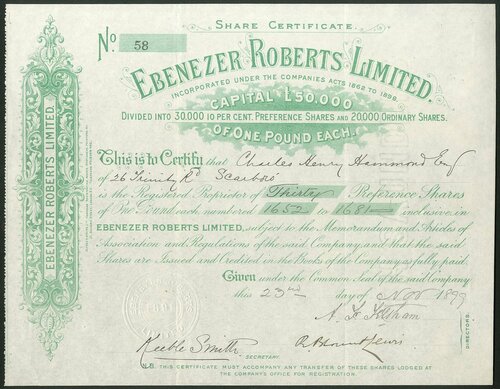 SHARE CERTIFICATE.
No 58
EBENEZER ROBERTS LIMITED.
INCORPORATED UNDER THE COMPANIES ACTS 1862 TO 1898.
CAPITAL £50,000
DIVIDED INTO 30,000 10 PER CENT. PREFERENCE SHARES AND 20,000 ORDINARY SHARES.
OF ONE POUND EACH.
This is to Certify that Charles Henry Hammond Esq
of 26 Trinity Rd Scarboro
is the Registered Proprietor of Thirty Preference Shares
of One Pound each, numbered 1652 to 1681 inclusive, in
EBENEZER ROBERTS LIMITED, subject to the Memorandum and Articles of
Association and Regulations of the said Company, and that the said
Shares are Issued and Credited in the Books of the Company as fully paid.
Given under the Common Seal of the said Company
this 23rd day of Nov 1899
DIRECTORS.
Keeble Smith
SECRETARY.
N.B. THIS CERTIFICATE MUST ACCOMPANY ANY TRANSFER OF THESE SHARES LODGED AT
THE COMPANY'S OFFICE FOR REGISTRATION.
EBENEZER ROBERTS LIMITED.